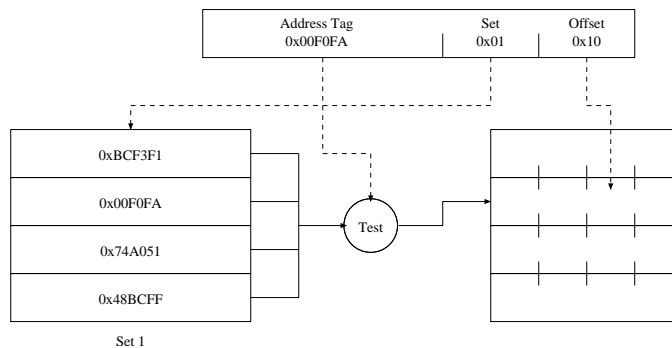 Address Tag Set Offset
0x00F0FA 0x01 0x10
0xBCF3F1
0x00F0FA
0x74A051
0x48BCFF
Test
Set 1